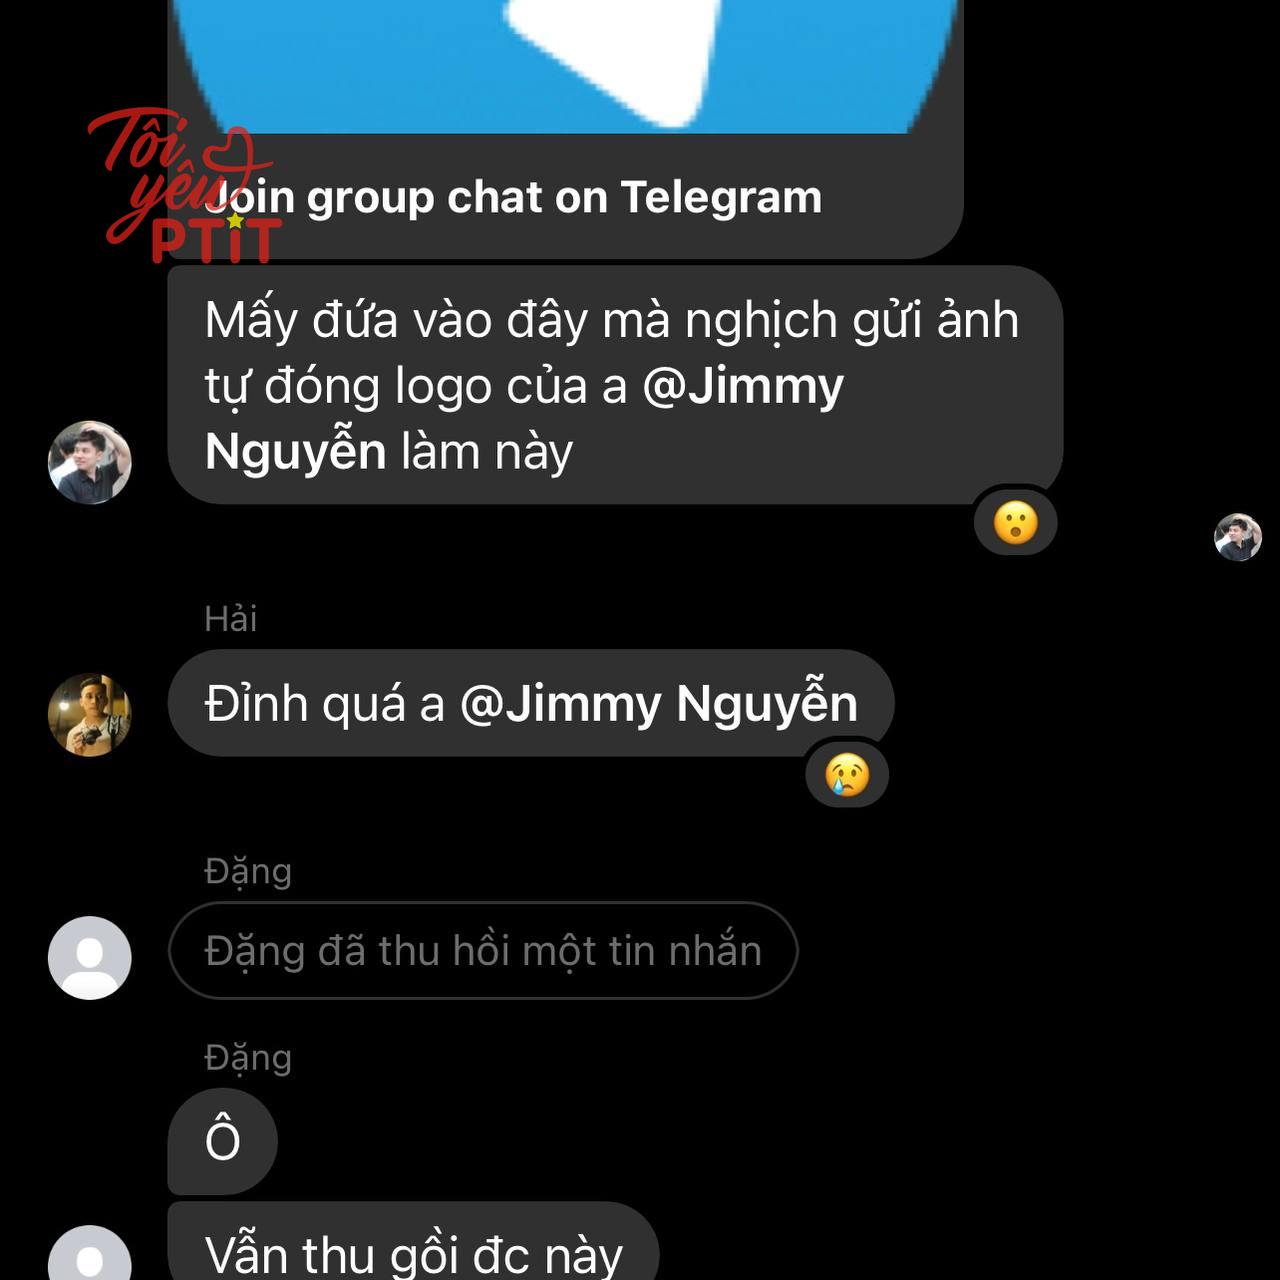 Tôi
yêu
PTiT
Join group chat on Telegram
Mấy đứa vào đây mà nghịch gửi ảnh
tự đóng logo của a @Jimmy
Nguyễn làm này
Hải
Đỉnh quá a @Jimmy Nguyễn
Đặng
Đặng đã thu hồi một tin nhắn
Đặng
Ô
Vẫn thu gồi đc này